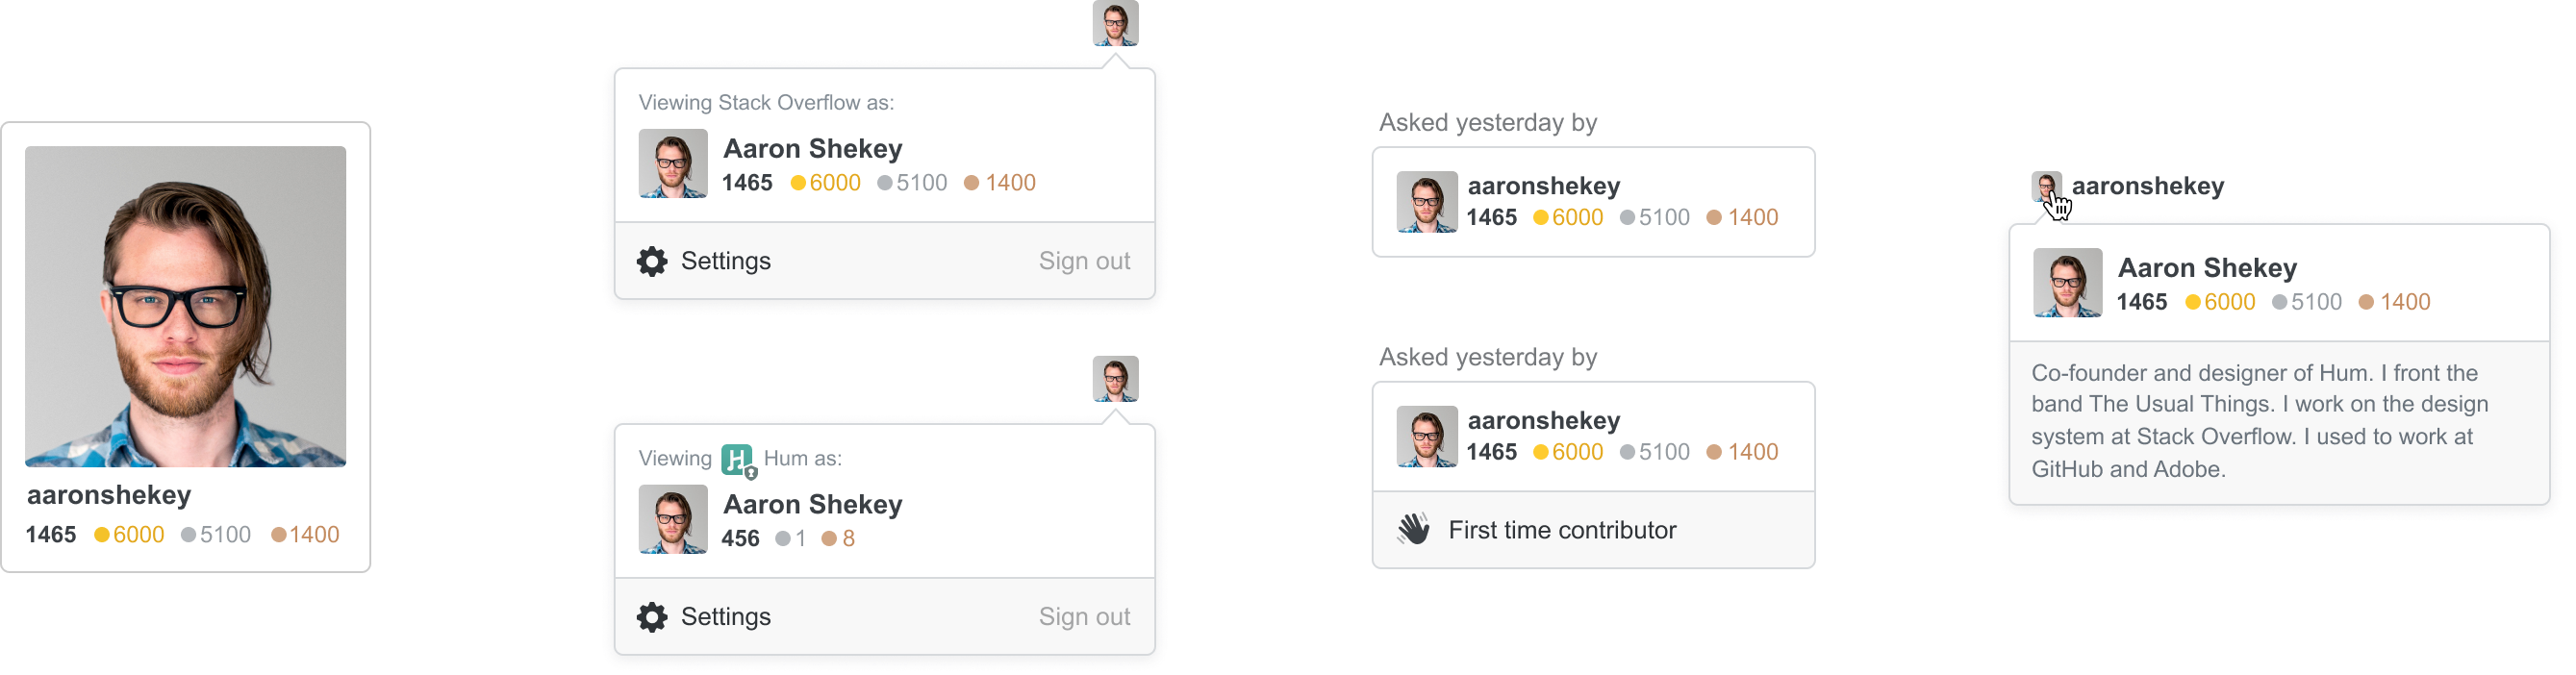 aaronshekey
1465 6000 5100 1400
Viewing Stack Overflow as:
Aaron Shekey
1465 6000 5100 1400
Settings Sign out
Viewing H Hum as:
Aaron Shekey
456 1 8
Settings Sign out
Asked yesterday by
aaronshekey
1465 6000 5100 1400
Asked yesterday by
aaronshekey
1465 6000 5100 1400
First time contributor
aaronshekey
Aaron Shekey
1465 6000 5100 1400
Co-founder and designer of Hum. I front the
band The Usual Things. I work on the design
system at Stack Overflow. I used to work at
GitHub and Adobe.